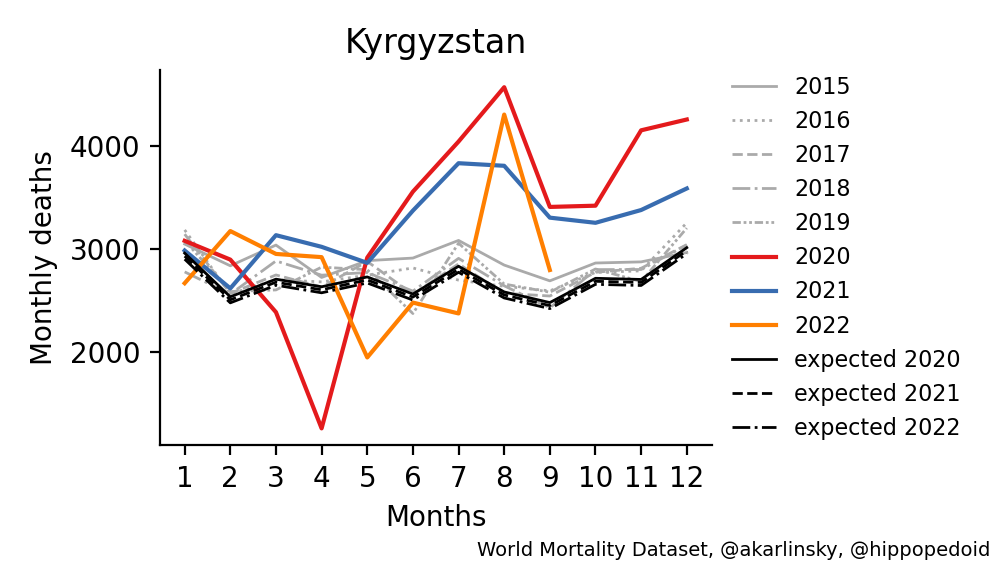 Kyrgyzstan
Monthly deaths
4000
3000
2000
1 2 3 4 5 6 7 8 9 10 11 12
Months
2015
2016
2017
2018
2019
2020
2021
2022
expected 2020
expected 2021
expected 2022
World Mortality Dataset, @akarlinsky, @hippopedoid